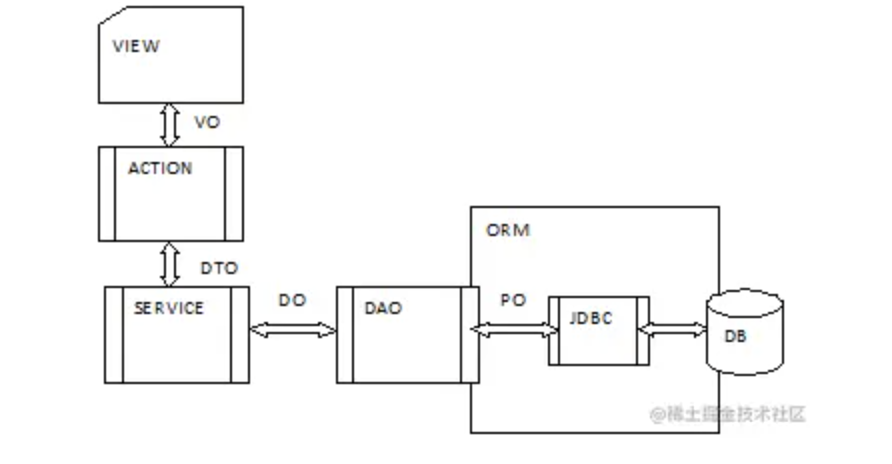 VIEW
VO
ACTION
DTO
SERVICE
DO
DAO
ORM
PO
JDBC
DB
@稀土掘金技术社区